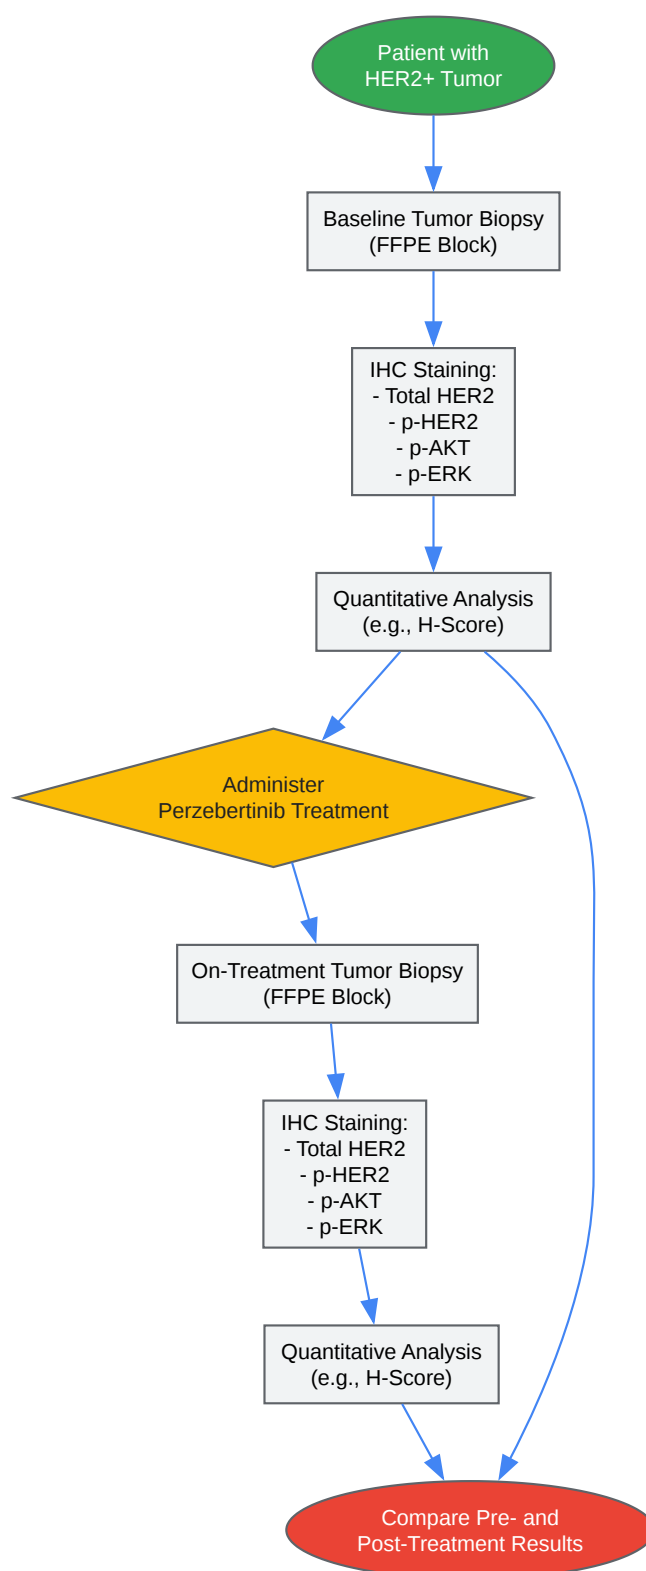 Patient with
HER2+ Tumor
Baseline Tumor Biopsy
(FFPE Block)
IHC Staining:
- Total HER2
- p-HER2
- p-AKT
- p-ERK
Quantitative Analysis
(e.g., H-Score)
Administer
Perzebertinib Treatment
On-Treatment Tumor Biopsy
(FFPE Block)
IHC Staining:
- Total HER2
- p-HER2
- p-AKT
- p-ERK
Quantitative Analysis
(e.g., H-Score)
Compare Pre- and
Post-Treatment Results